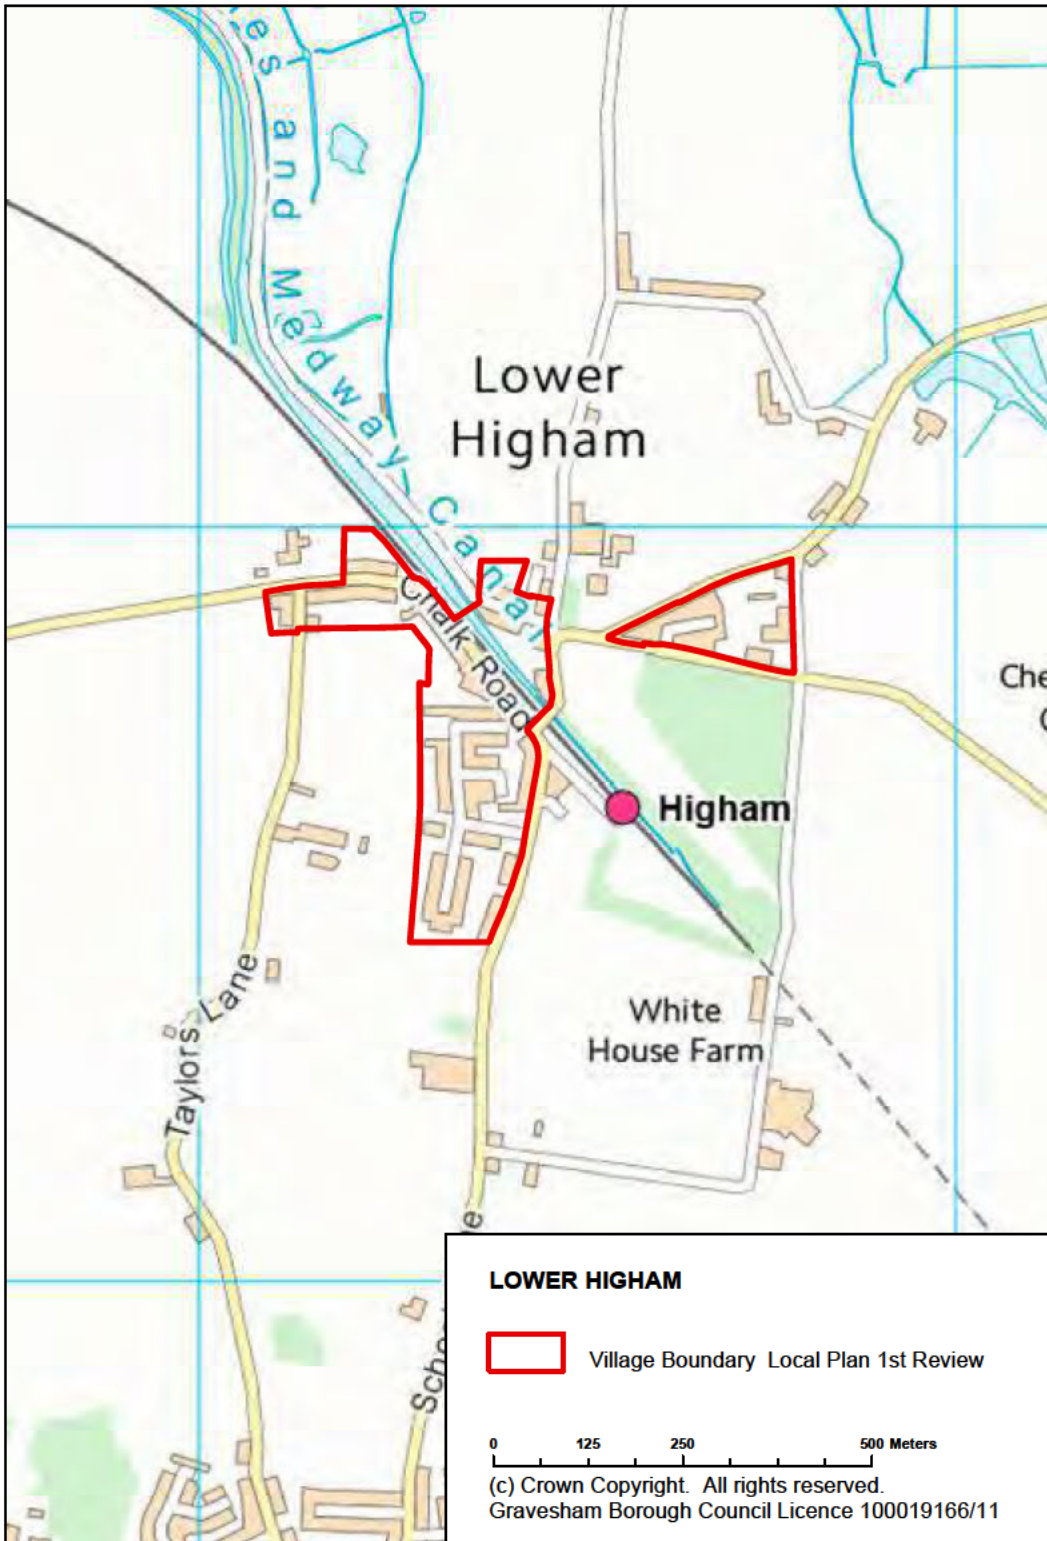 es and Medway Canal
Lower
Higham
Chalk Road
Che
Higham
White
House Farm
Taylors Lane
LOWER HIGHAM
Village Boundary Local Plan 1st Review
0 125 250 500 Meters
(c) Crown Copyright. All rights reserved.
Gravesham Borough Council Licence 100019166/11